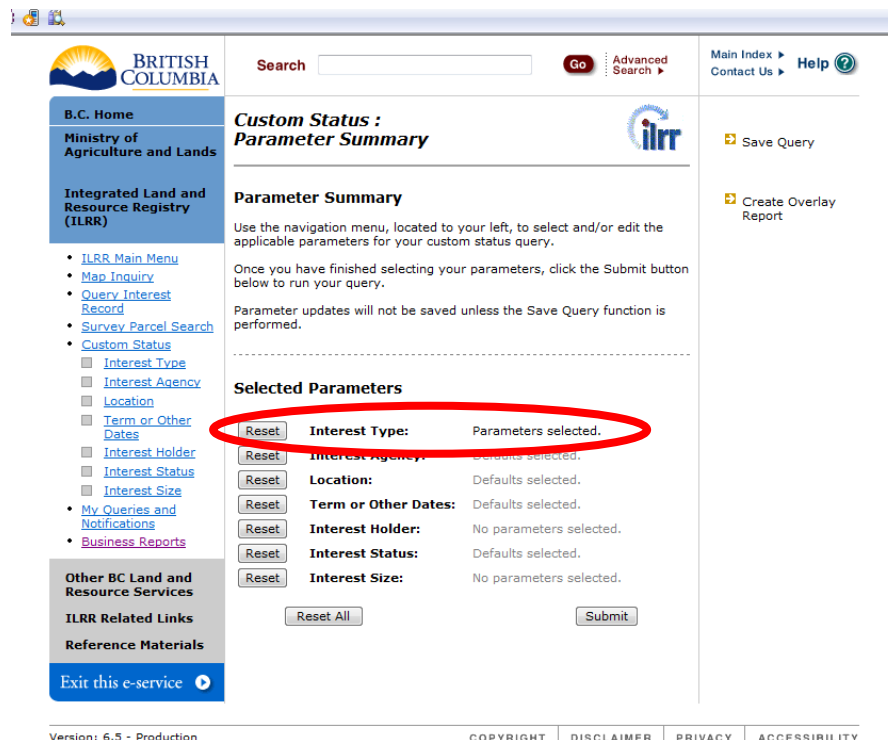 BRITISH
COLUMBIA
Search
Go
Advanced
Search
Main Index
Contact Us
Help
?
B.C. Home
Ministry of
Agriculture and Lands
Integrated Land and
Resource Registry
(ILRR)
• ILRR Main Menu
• Map Inquiry
• Query Interest
Record
• Survey Parcel Search
• Custom Status
Interest Type
Interest Agency
Location
Term or Other
Dates
Interest Holder
Interest Status
Interest Size
• My Queries and
Notifications
• Business Reports
Other BC Land and
Resource Services
ILRR Related Links
Reference Materials
Exit this e-service
Custom Status :
Parameter Summary
ilrr
Parameter Summary
Use the navigation menu, located to your left, to select and/or edit the
applicable parameters for your custom status query.
Once you have finished selecting your parameters, click the Submit button
below to run your query.
Parameter updates will not be saved unless the Save Query function is
performed.
Selected Parameters
Reset Interest Type: Parameters selected.
Reset Interest Agency: Defaults selected.
Reset Location: Defaults selected.
Reset Term or Other Dates: Defaults selected.
Reset Interest Holder: No parameters selected.
Reset Interest Status: Defaults selected.
Reset Interest Size: No parameters selected.
Reset All
Submit
Save Query
Create Overlay
Report
Version: 6.5 - Production
COPYRIGHT DISCLAIMER PRIVACY ACCESSIBILITY